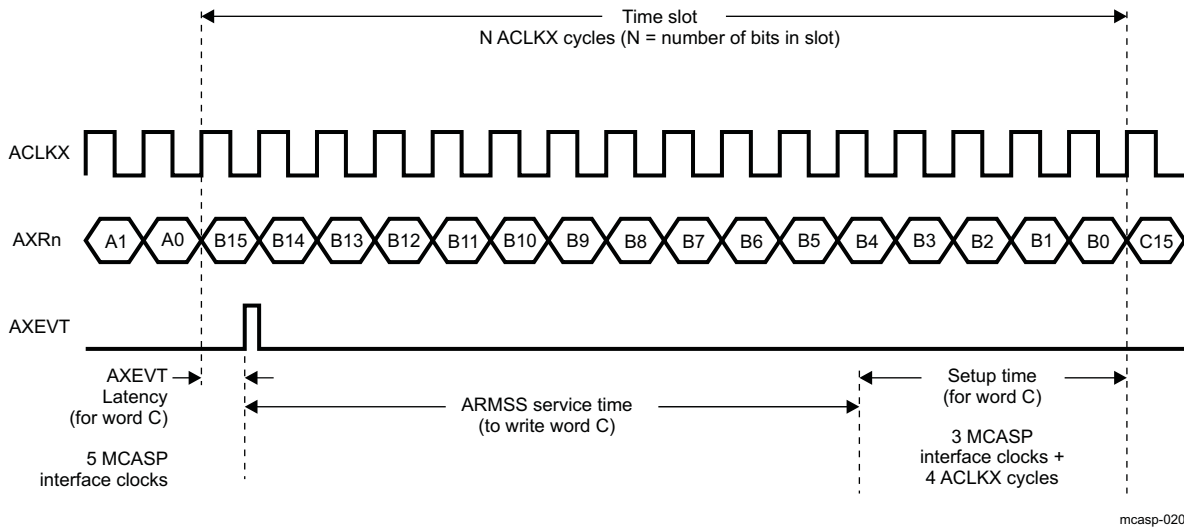 Time slot
N ACLKX cycles (N = number of bits in slot)
ACLKX
AXRn
A1 A0 B15 B14 B13 B12 B11 B10 B9 B8 B7 B6 B5 B4 B3 B2 B1 B0 C15
AXEVT
AXEVT
Latency
(for word C)
5 MCASP
interface clocks
ARMSS service time
(to write word C)
Setup time
(for word C)
3 MCASP
interface clocks +
4 ACLKX cycles
mcasp-020